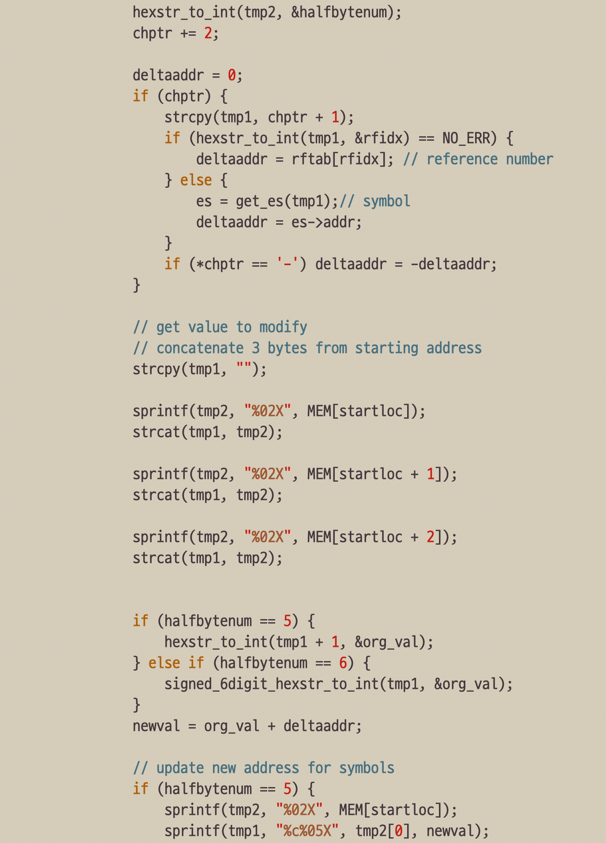 hexstr_to_int(tmp2, &halfbytenum);
chptr += 2;
deltaaddr = 0;
if (chptr) {
strcpy(tmp1, chptr + 1);
if (hexstr_to_int(tmp1, &rfidx) == NO_ERR) {
deltaaddr = rftab[rfidx]; // reference number
} else {
es = get_es(tmp1);// symbol
deltaaddr = es->addr;
}
if (*chptr == '-') deltaaddr = -deltaaddr;
}
// get value to modify
// concatenate 3 bytes from starting address
strcpy(tmp1, "");
sprintf(tmp2, "%02X", MEM[startloc]);
strcat(tmp1, tmp2);
sprintf(tmp2, "%02X", MEM[startloc + 1]);
strcat(tmp1, tmp2);
sprintf(tmp2, "%02X", MEM[startloc + 2]);
strcat(tmp1, tmp2);
if (halfbytenum == 5) {
hexstr_to_int(tmp1 + 1, &org_val);
} else if (halfbytenum == 6) {
signed_6digit_hexstr_to_int(tmp1, &org_val);
}
newval = org_val + deltaaddr;
// update new address for symbols
if (halfbytenum == 5) {
sprintf(tmp2, "%02X", MEM[startloc]);
sprintf(tmp1, "%c%05X", tmp2[0], newval);